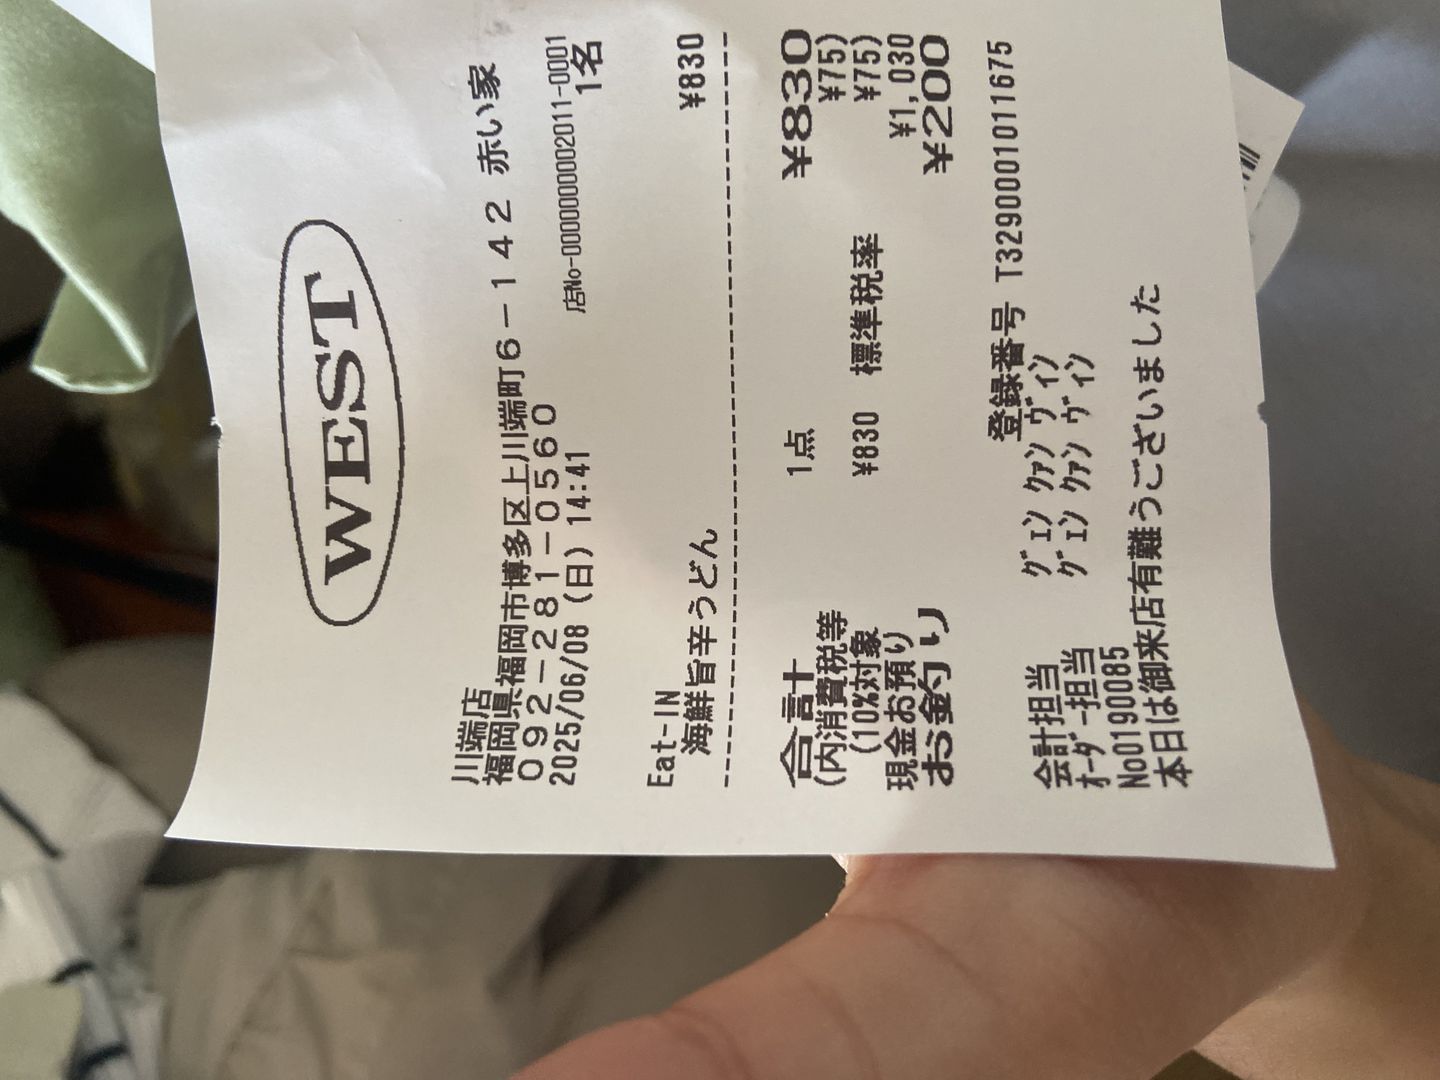 WEST
川端店
福岡県福岡市博多区上川端町6-142 赤い家
092-281-0560
2025/06/08(日)14:41
店No-000000000002011-0001
1名
Eat-IN
海鮮旨辛うどん ¥830
合計 1点 ¥830
(内消費税等 ¥75)
(10%対象 ¥830 標準税率 ¥75)
現金お預り ¥1,030
お釣り ¥200
登録番号 T3290001011675
会計担当 グェン クァン ヴィン
オーダー担当 グェン クァン ヴィン
No0190085
本日は御来店有難うございました